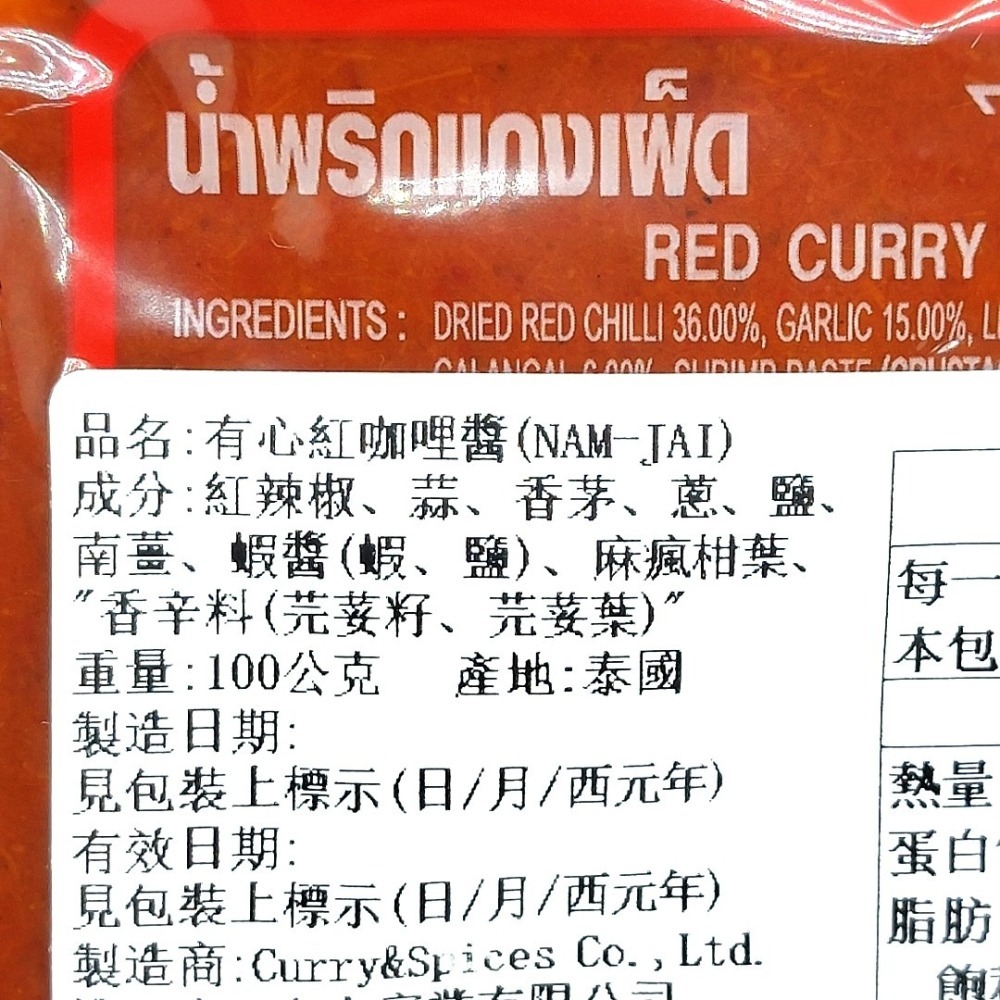 น้ำพริกแกงเผ็ด
RED CURRY
INGREDIENTS : DRIED RED CHILLI 36.00%, GARLIC 15.00%,
GALANGAL 6.00%, SHRIMP PASTE
品名:有心紅咖哩醬(NAM-JAI)
成分:紅辣椒、蒜、香茅、蔥、鹽、
南薑、蝦醬(蝦、鹽)、麻瘋柑葉、
"香辛料(芫荽籽、芫荽葉)"
重量:100公克 產地:泰國
製造日期:
見包裝上標示(日/月/西元年)
有效日期:
見包裝上標示(日/月/西元年)
製造商:Curry&Spices Co.,Ltd.
每一
本包
熱量
蛋白
脂肪
飽